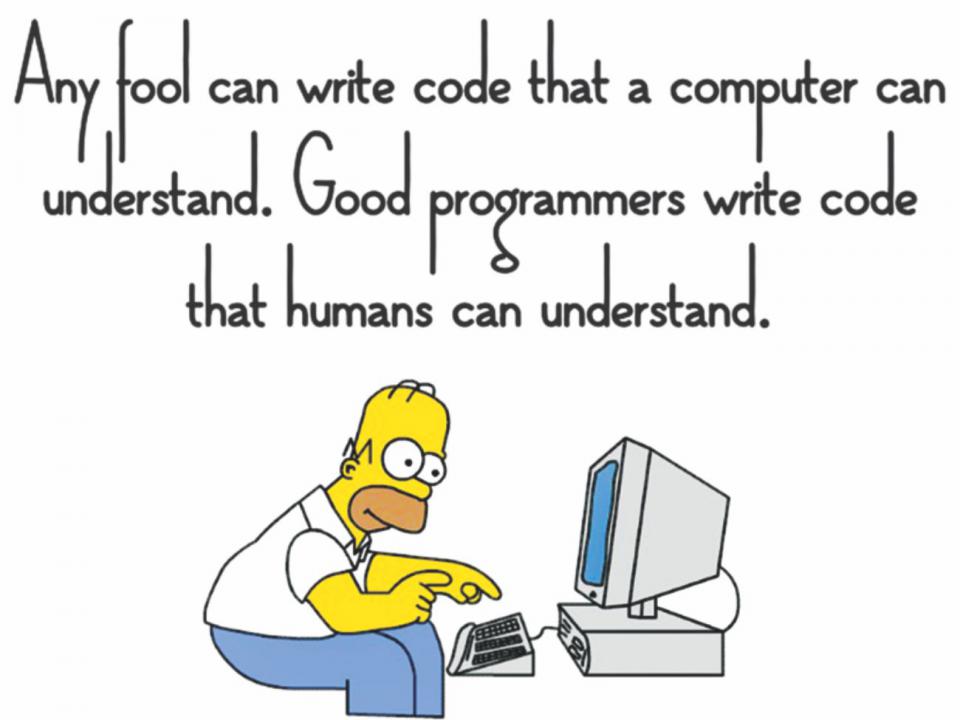 Any fool can write code that a computer can
understand. Good programmers write code
that humans can understand.